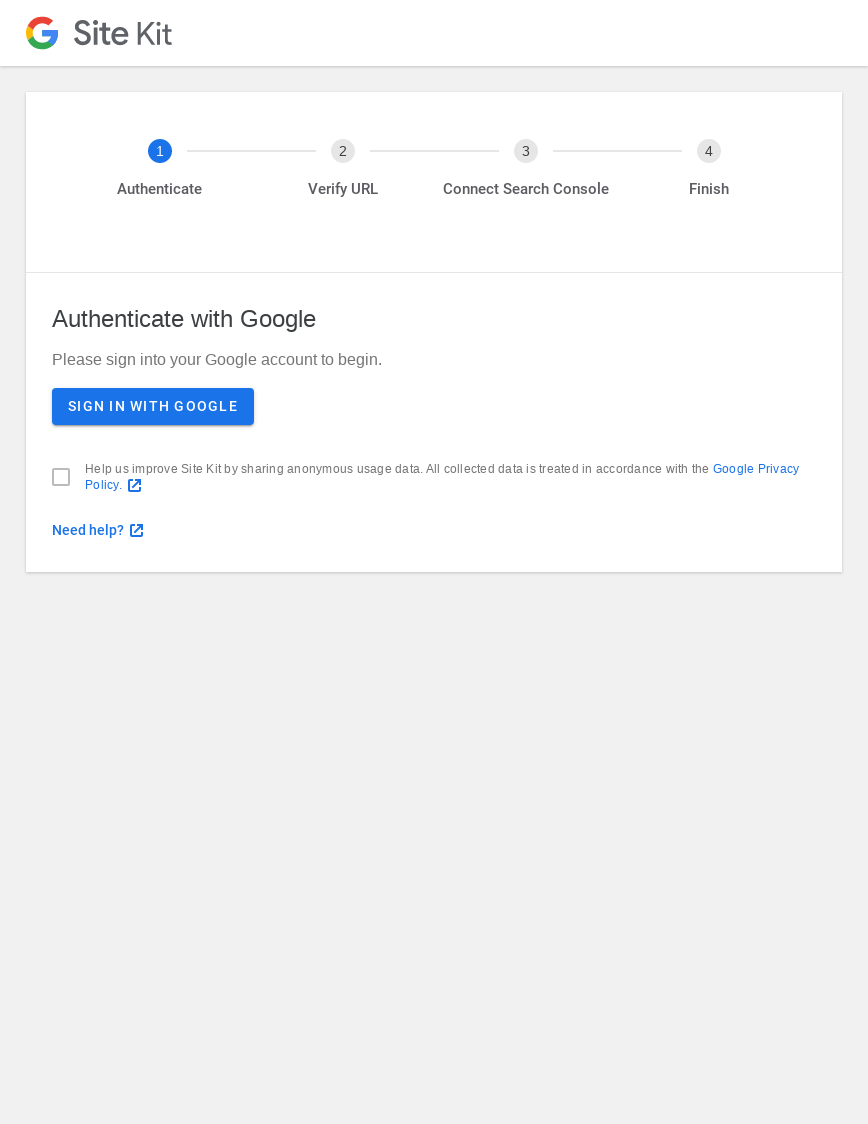 Site Kit
1 2 3 4
Authenticate Verify URL Connect Search Console Finish
Authenticate with Google
Please sign into your Google account to begin.
SIGN IN WITH GOOGLE
Help us improve Site Kit by sharing anonymous usage data. All collected data is treated in accordance with the Google Privacy
Policy.
Need help?